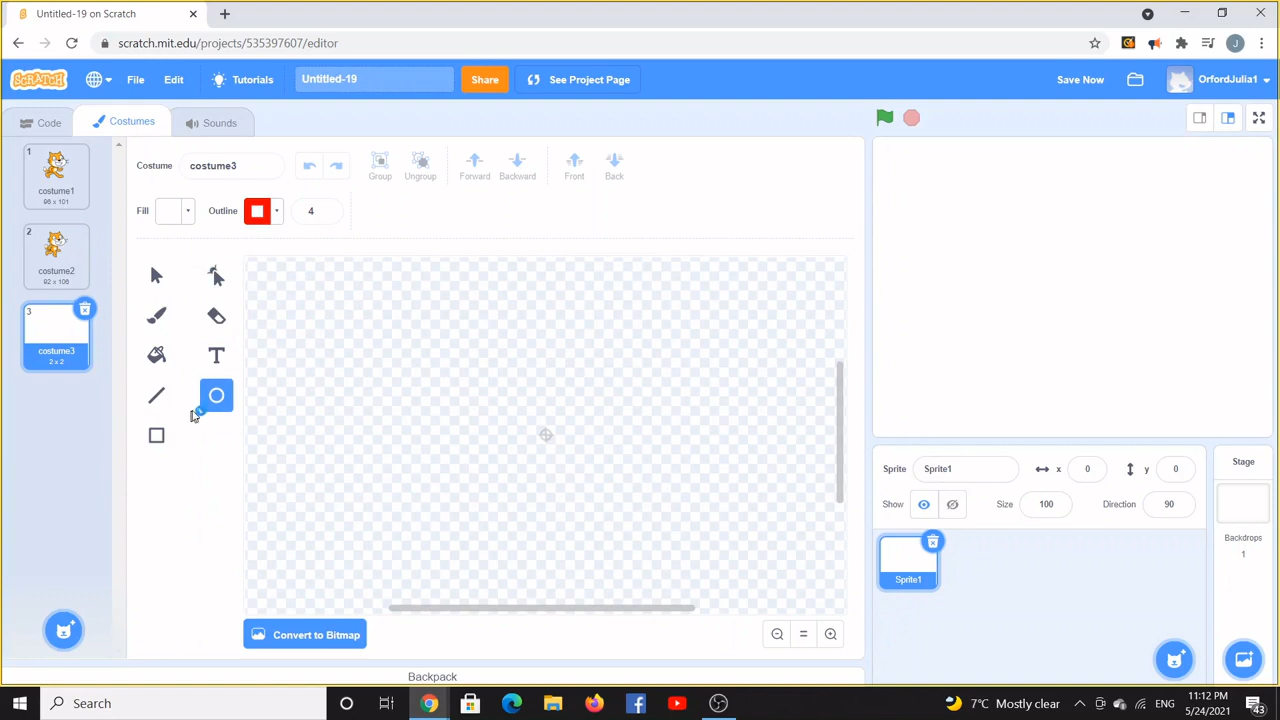 Untitled-19 on Scratch
scratch.mit.edu/projects/535397607/editor
J
SCRATCH
File
Edit
Tutorials
Untitled-19
Share
See Project Page
Save Now
OrfordJulia1
Code
Costumes
Sounds
1
costume1
96 x 101
2
costume2
92 x 106
3
costume3
2 x 2
Costume
costume3
Group
Ungroup
Forward
Backward
Front
Back
Fill
Outline
4
T
Convert to Bitmap
Backpack
Sprite
Sprite1
x
0
y
0
Show
Size
100
Direction
90
Sprite1
Stage
Backdrops
1
Search
7°C Mostly clear
ENG
11:12 PM
5/24/2021
43